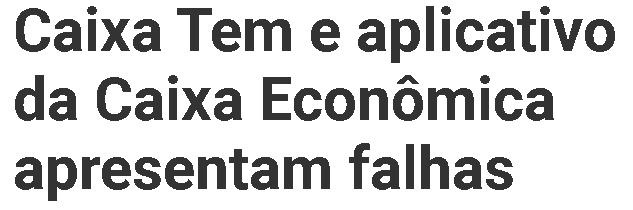 Caixa Tem e aplicativo
da Caixa Econômica
apresentam falhas